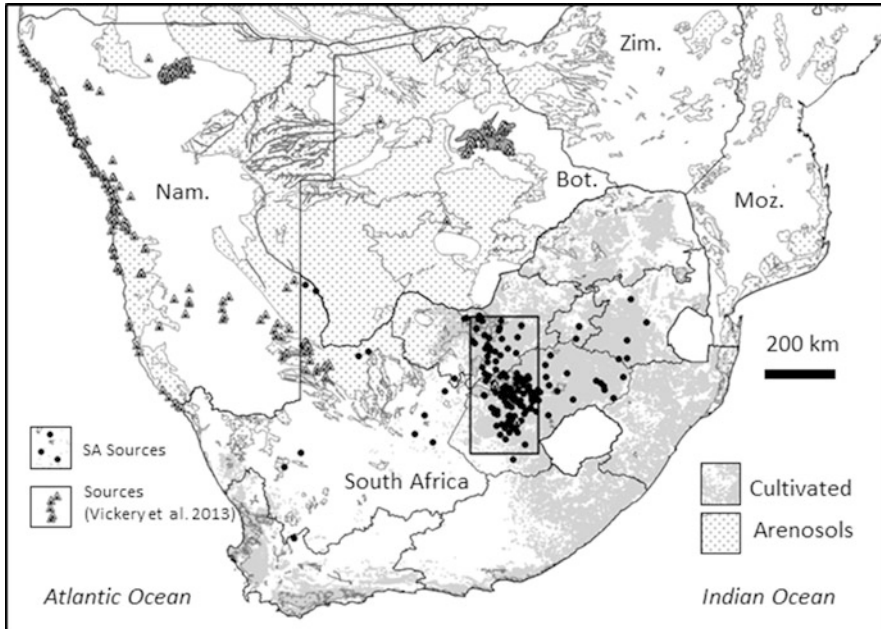 Zim.
Nam.
Bot.
Moz.
200 km
SA Sources
South Africa
Cultivated
Sources
(Vickery et al. 2013)
Arenosols
Atlantic Ocean
Indian Ocean